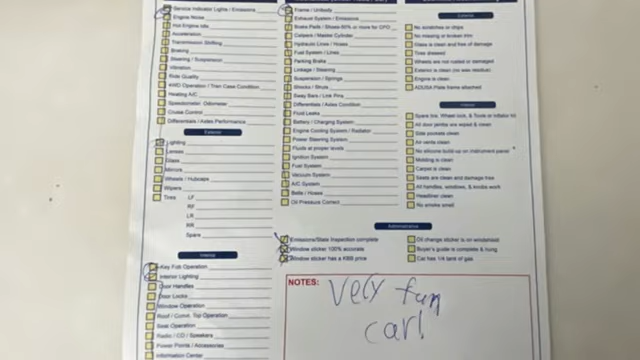 Service Indicator Lights / Emissions
Engine Noise
Hot Engine Idle
Acceleration
Transmission Shifting
Braking
Steering / Suspension
Vibration
Ride Quality
4WD Operation / Tran Case Condition
Heating A/C
Speedometer/ Odometer
Cruise Control
Differentials / Axles Performance
Exterior
Lighting
Lenses
Glass
Mirrors
Wheels / Hubcaps
Wipers
Tires LF
RF
LR
RR
Spare
Interior
Key Fob Operation
Interior Lighting
Door Handles
Door Locks
Window Operation
Roof / Convt. Top Operation
Seat Operation
Radio / CD / Speakers
Power Points / Accessories
Information Center
Frame / Unibody
Exhaust System / Emissions
Brake Pads / Shoes 50% or more for CPO
Calipers / Master Cylinder
Hydraulic Lines / Hoses
Fuel System / Lines
Parking Brake
Linkage / Steering
Suspension / Springs
Shocks / Struts
Sway Bars / Link Pins
Differentials / Axles Condition
Fluid Leaks
Battery / Charging System
Engine Cooling System / Radiator
Power Steering System
Fluids at proper levels
Ignition System
Fuel System
Vacuum System
A/C System
Belts / Hoses
Oil Pressure Correct
Exterior
No scratches or chips
No missing or broken trim
Glass is clean and free of damage
Tires dressed
Wheels are not rusted or damaged
Exterior is clean (no wax residue)
Engine is clean
ADUSA Plate frame attached
Interior
Spare tire, Wheel lock, & Tools or inflator kit
All door jambs are wiped & clean
Side pockets clean
Air vents clean
No silicone build up on instrument panel
Molding is clean
Carpet is clean
Seats are clean and damage free
All handles, windows, & knobs work
Headliner clean
No smoke smell
Administrative
Emissions/State Inspection complete
Window sticker 100% accurate
Window sticker has a KBB price
Oil change sticker is on windshield
Buyer's guide is complete & hung
Car has 1/4 tank of gas
NOTES:
Very fun
car!